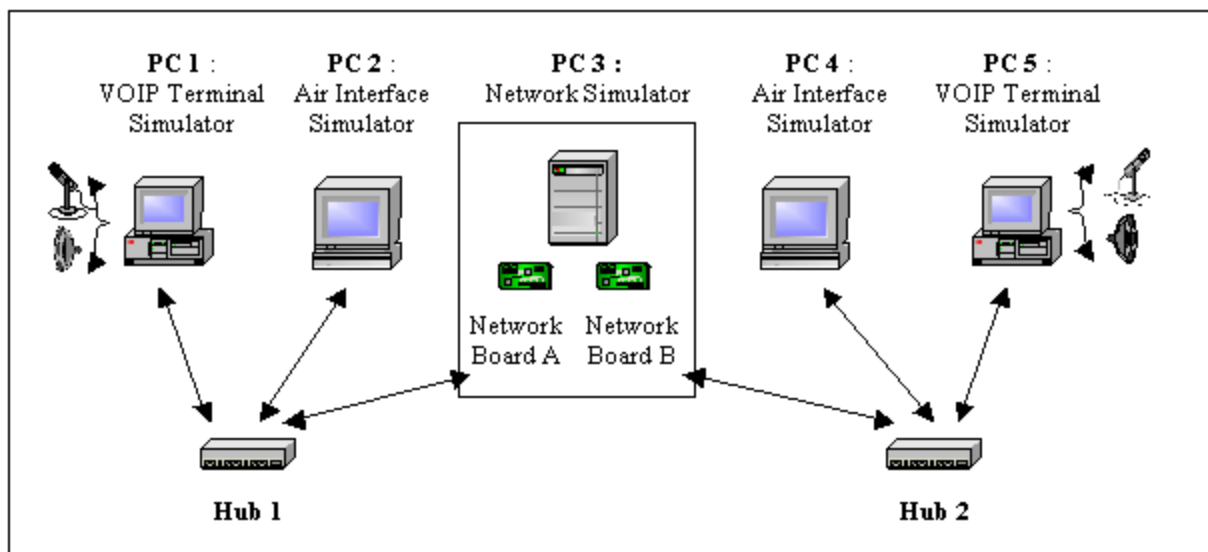 PC 1 :
VOIP Terminal
Simulator
PC 2 :
Air Interface
Simulator
PC 3 :
Network Simulator
PC 4 :
Air Interface
Simulator
PC 5 :
VOIP Terminal
Simulator
Network
Board A
Network
Board B
Hub 1
Hub 2